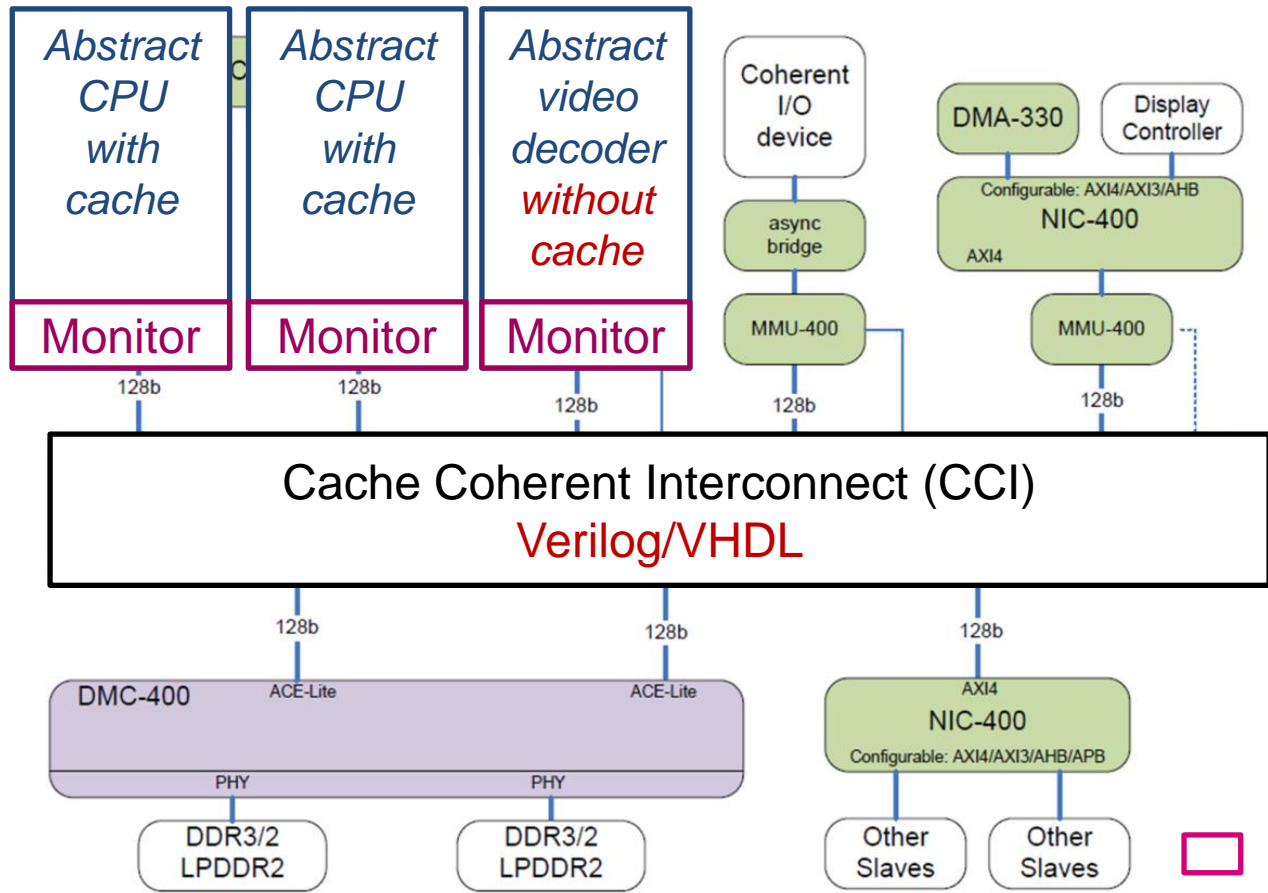 Abstract
CPU
with
cache
Abstract
CPU
with
cache
Abstract
video
decoder
without
cache
Monitor
Monitor
Monitor
Coherent
I/O
device
async
bridge
MMU-400
DMA-330
Display
Controller
Configurable: AXI4/AXI3/AHB
NIC-400
AXI4
MMU-400
128b
128b
128b
128b
128b
Cache Coherent Interconnect (CCI)
Verilog/VHDL
128b
128b
128b
DMC-400
ACE-Lite
ACE-Lite
PHY
PHY
DDR3/2
LPDDR2
DDR3/2
LPDDR2
AXI4
NIC-400
Configurable: AXI4/AXI3/AHB/APB
Other
Slaves
Other
Slaves